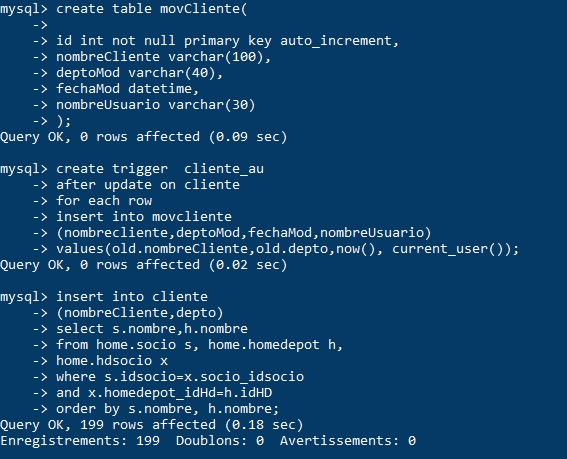 mysql> create table movCliente(
    ->
    -> id int not null primary key auto_increment,
    -> nombreCliente varchar(100),
    -> deptoMod varchar(40),
    -> fechaMod datetime,
    -> nombreUsuario varchar(30)
    -> );
Query OK, 0 rows affected (0.09 sec)

mysql> create trigger  cliente_au
    -> after update on cliente
    -> for each row
    -> insert into movcliente
    -> (nombrecliente,deptoMod,fechaMod,nombreUsuario)
    -> values(old.nombreCliente,old.depto,now(), current_user());
Query OK, 0 rows affected (0.02 sec)

mysql> insert into cliente
    -> (nombreCliente,depto)
    -> select s.nombre,h.nombre
    -> from home.socio s, home.homedepot h,
    -> home.hdsocio x
    -> where s.idsocio=x.socio_idsocio
    -> and x.homedepot_idHd=h.idHD
    -> order by s.nombre, h.nombre;
Query OK, 199 rows affected (0.18 sec)
Enregistrements: 199  Doublons: 0  Avertissements: 0